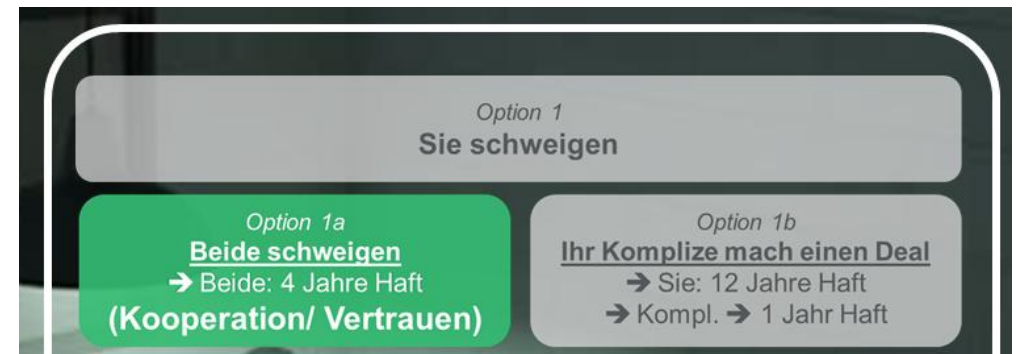 Option 1
Sie schweigen
Option 1a
Beide schweigen
➔ Beide: 4 Jahre Haft
(Kooperation/ Vertrauen)
Option 1b
Ihr Komplize mach einen Deal
➔ Sie: 12 Jahre Haft
➔ Kompl. ➔ 1 Jahr Haft